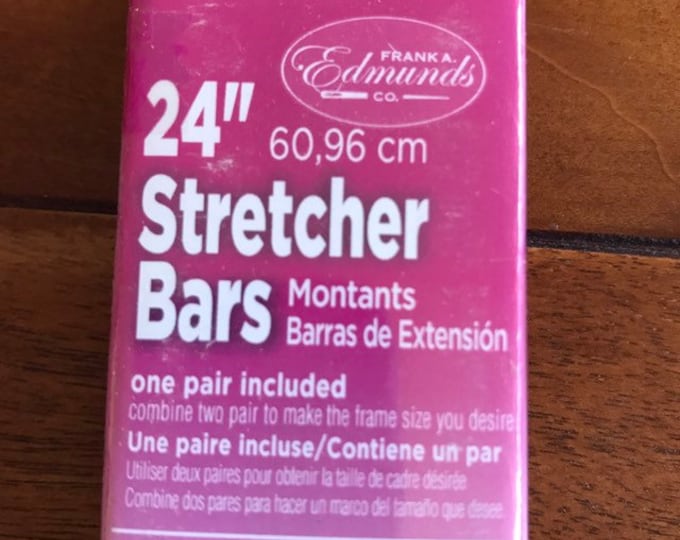 FRANK A.
Edmunds
CO.
24"
60,96 cm
Stretcher
Bars
Montants
Barras de Extensión
one pair included
combine two pair to make the frame size you desire
Une paire incluse/Contiene un par
Utiliser deux paires pour obtenir la taille de cadre désirée
Combine dos pares para hacer un marco del tamaño que desee.